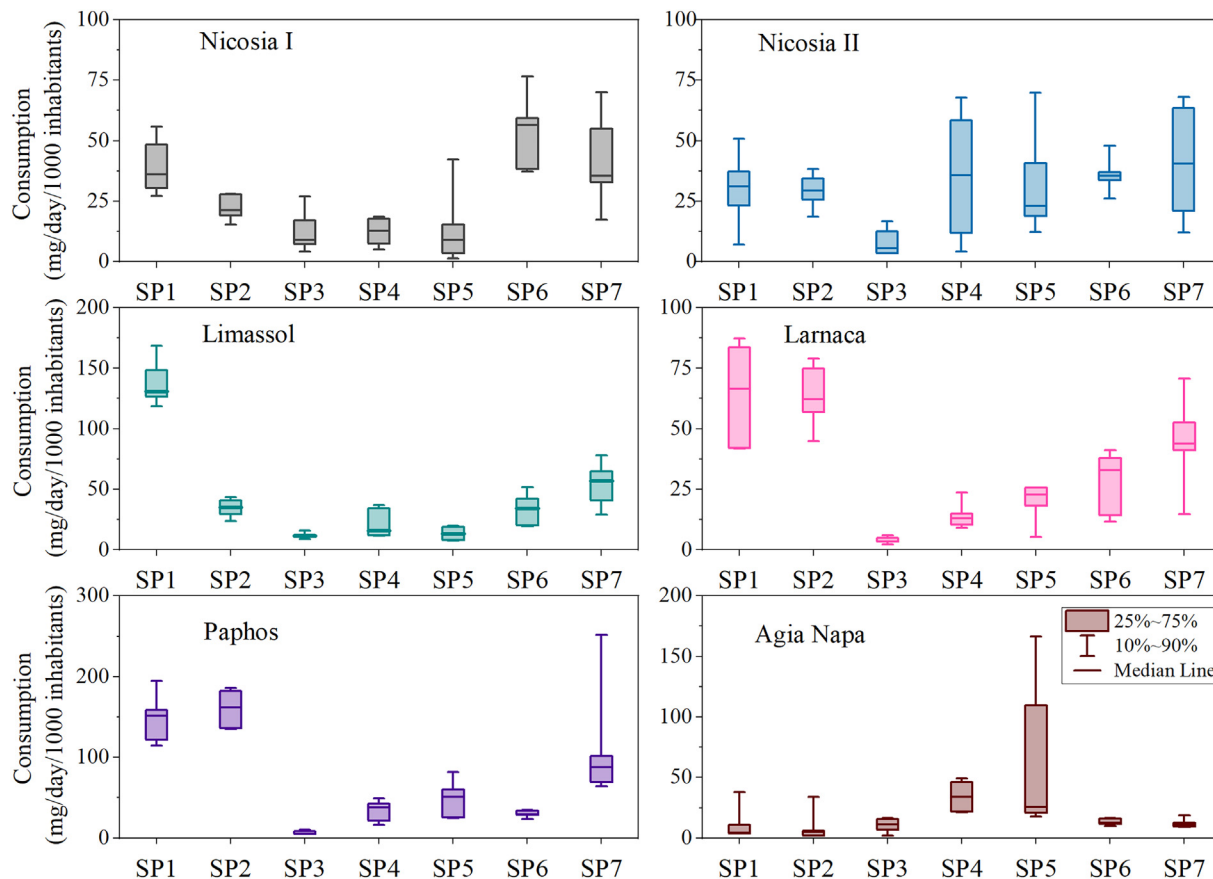 Nicosia I
Nicosia II
Consumption
(mg/day/1000 inhabitants)
100
75
50
25
0
100
75
50
25
0
SP1 SP2 SP3 SP4 SP5 SP6 SP7
SP1 SP2 SP3 SP4 SP5 SP6 SP7
Limassol
Larnaca
Consumption
(mg/day/1000 inhabitants)
200
150
100
50
0
100
75
50
25
0
SP1 SP2 SP3 SP4 SP5 SP6 SP7
SP1 SP2 SP3 SP4 SP5 SP6 SP7
Paphos
Agia Napa
Consumption
(mg/day/1000 inhabitants)
300
200
100
0
200
150
100
50
0
25%~75%
10%~90%
Median Line
SP1 SP2 SP3 SP4 SP5 SP6 SP7
SP1 SP2 SP3 SP4 SP5 SP6 SP7